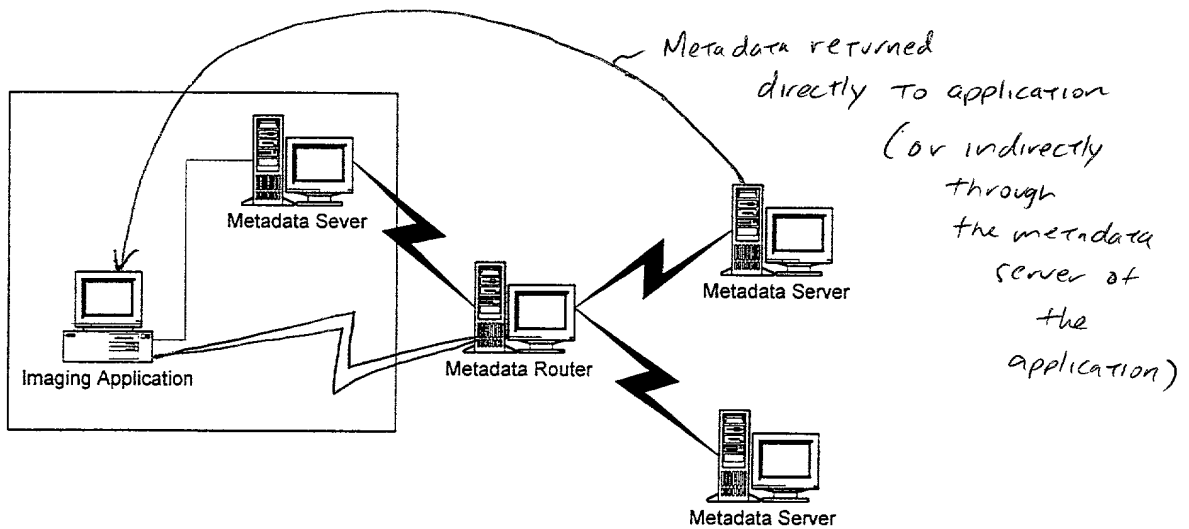 Metadata returned
directly to application
(or indirectly
through
the metadata
server of
the
application)
Metadata Sever
Metadata Server
Imaging Application
Metadata Router
Metadata Server